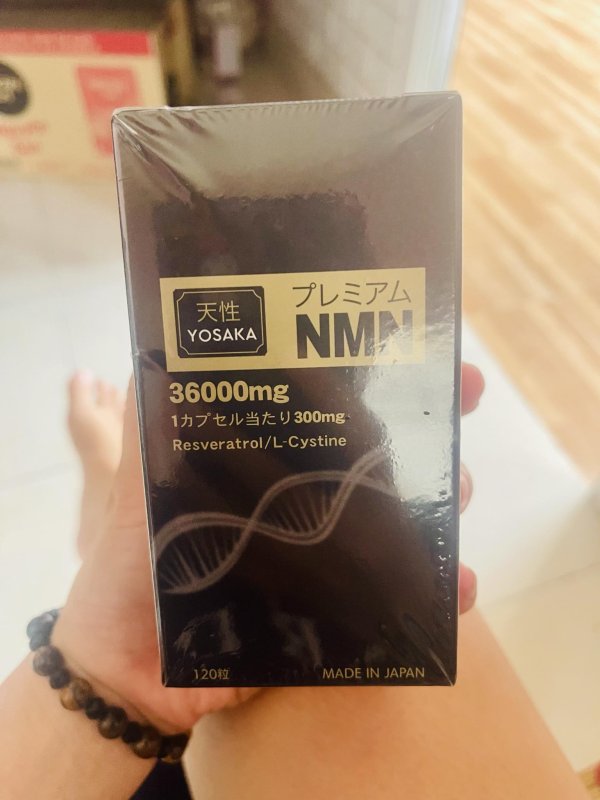 天性
YOSAKA
プレミアム
NMN
36000mg
1カプセル当たり300mg
Resveratrol/L-Cystine
120粒
MADE IN JAPAN